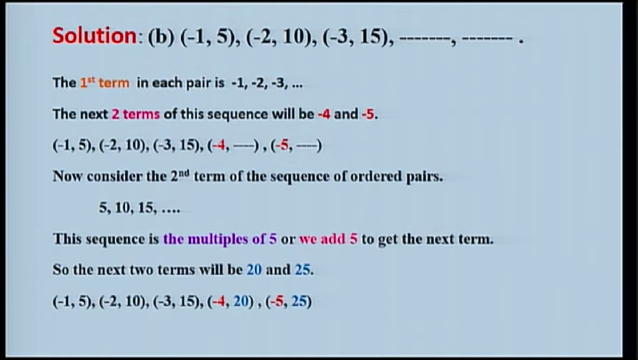 Solution: (b) (-1, 5), (-2, 10), (-3, 15), -------, ------- .
The 1st term in each pair is -1, -2, -3, ...
The next 2 terms of this sequence will be -4 and -5.
(-1, 5), (-2, 10), (-3, 15), (-4, ----) , (-5, ----)
Now consider the 2nd term of the sequence of ordered pairs.
5, 10, 15, ....
This sequence is the multiples of 5 or we add 5 to get the next term.
So the next two terms will be 20 and 25.
(-1, 5), (-2, 10), (-3, 15), (-4, 20) , (-5, 25)